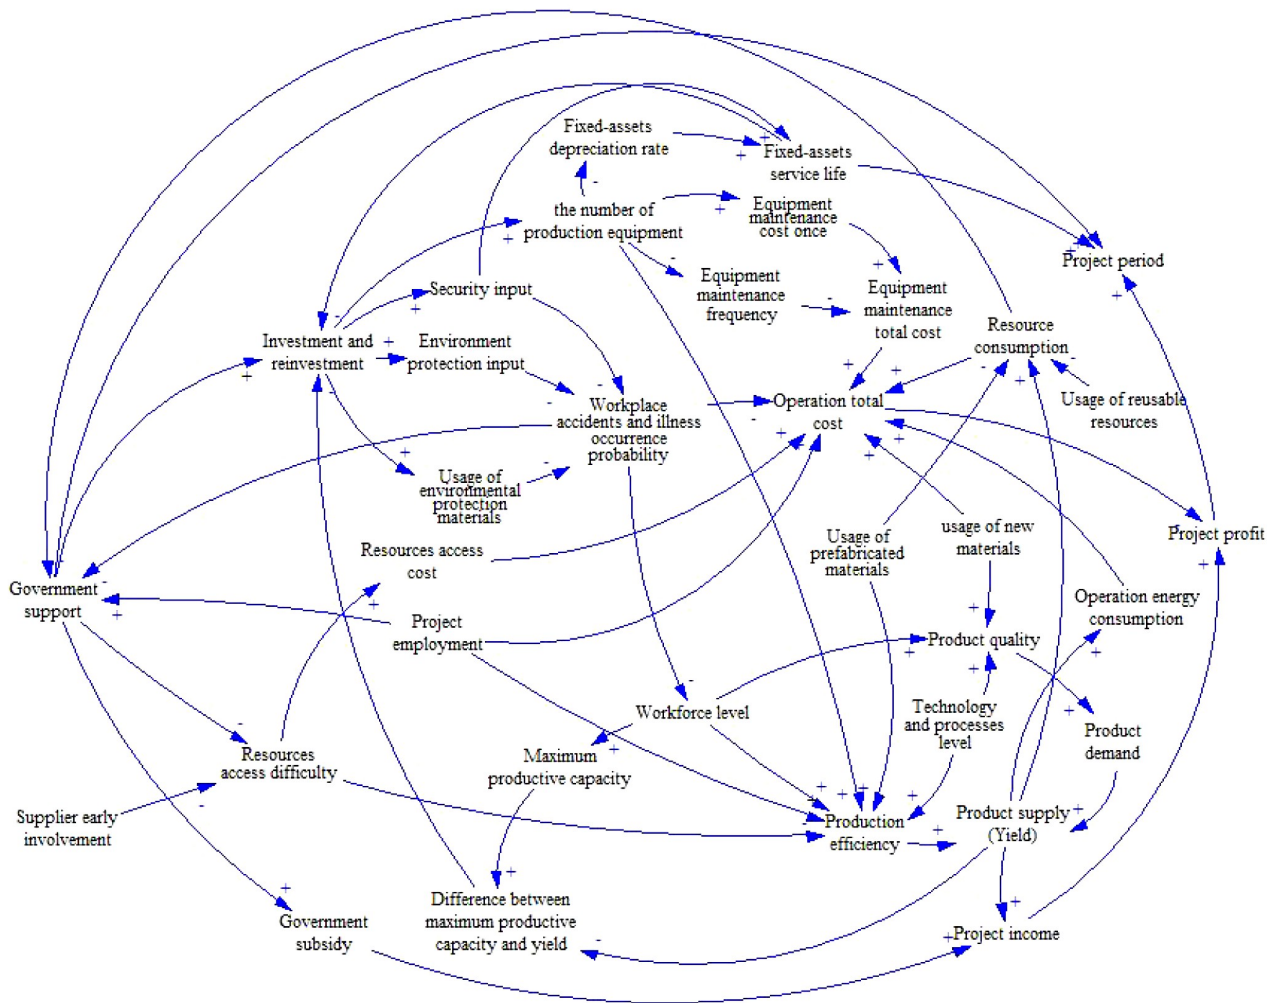 Fixed-assets
depreciation rate
Fixed-assets
service life
the number of
production equipment
Equipment
maintenance
cost once
Project period
Equipment
maintenance
frequency
Equipment
maintenance
total cost
Security input
Investment and
reinvestment
Environment
protection input
Resource
consumption
Usage of reusable
resources
Workplace
accidents and illness
occurrence
probability
Operation total
cost
Usage of
environmental
protection
materials
Resources access
cost
Usage of
prefabricated
materials
usage of new
materials
Project profit
Government
support
Project
employment
Operation energy
consumption
Product quality
Workforce level
Technology
and processes
level
Product
demand
Resources
access difficulty
Maximum
productive capacity
Supplier early
involvement
Production
efficiency
Product supply
(Yield)
Difference between
maximum productive
capacity and yield
Government
subsidy
Project income